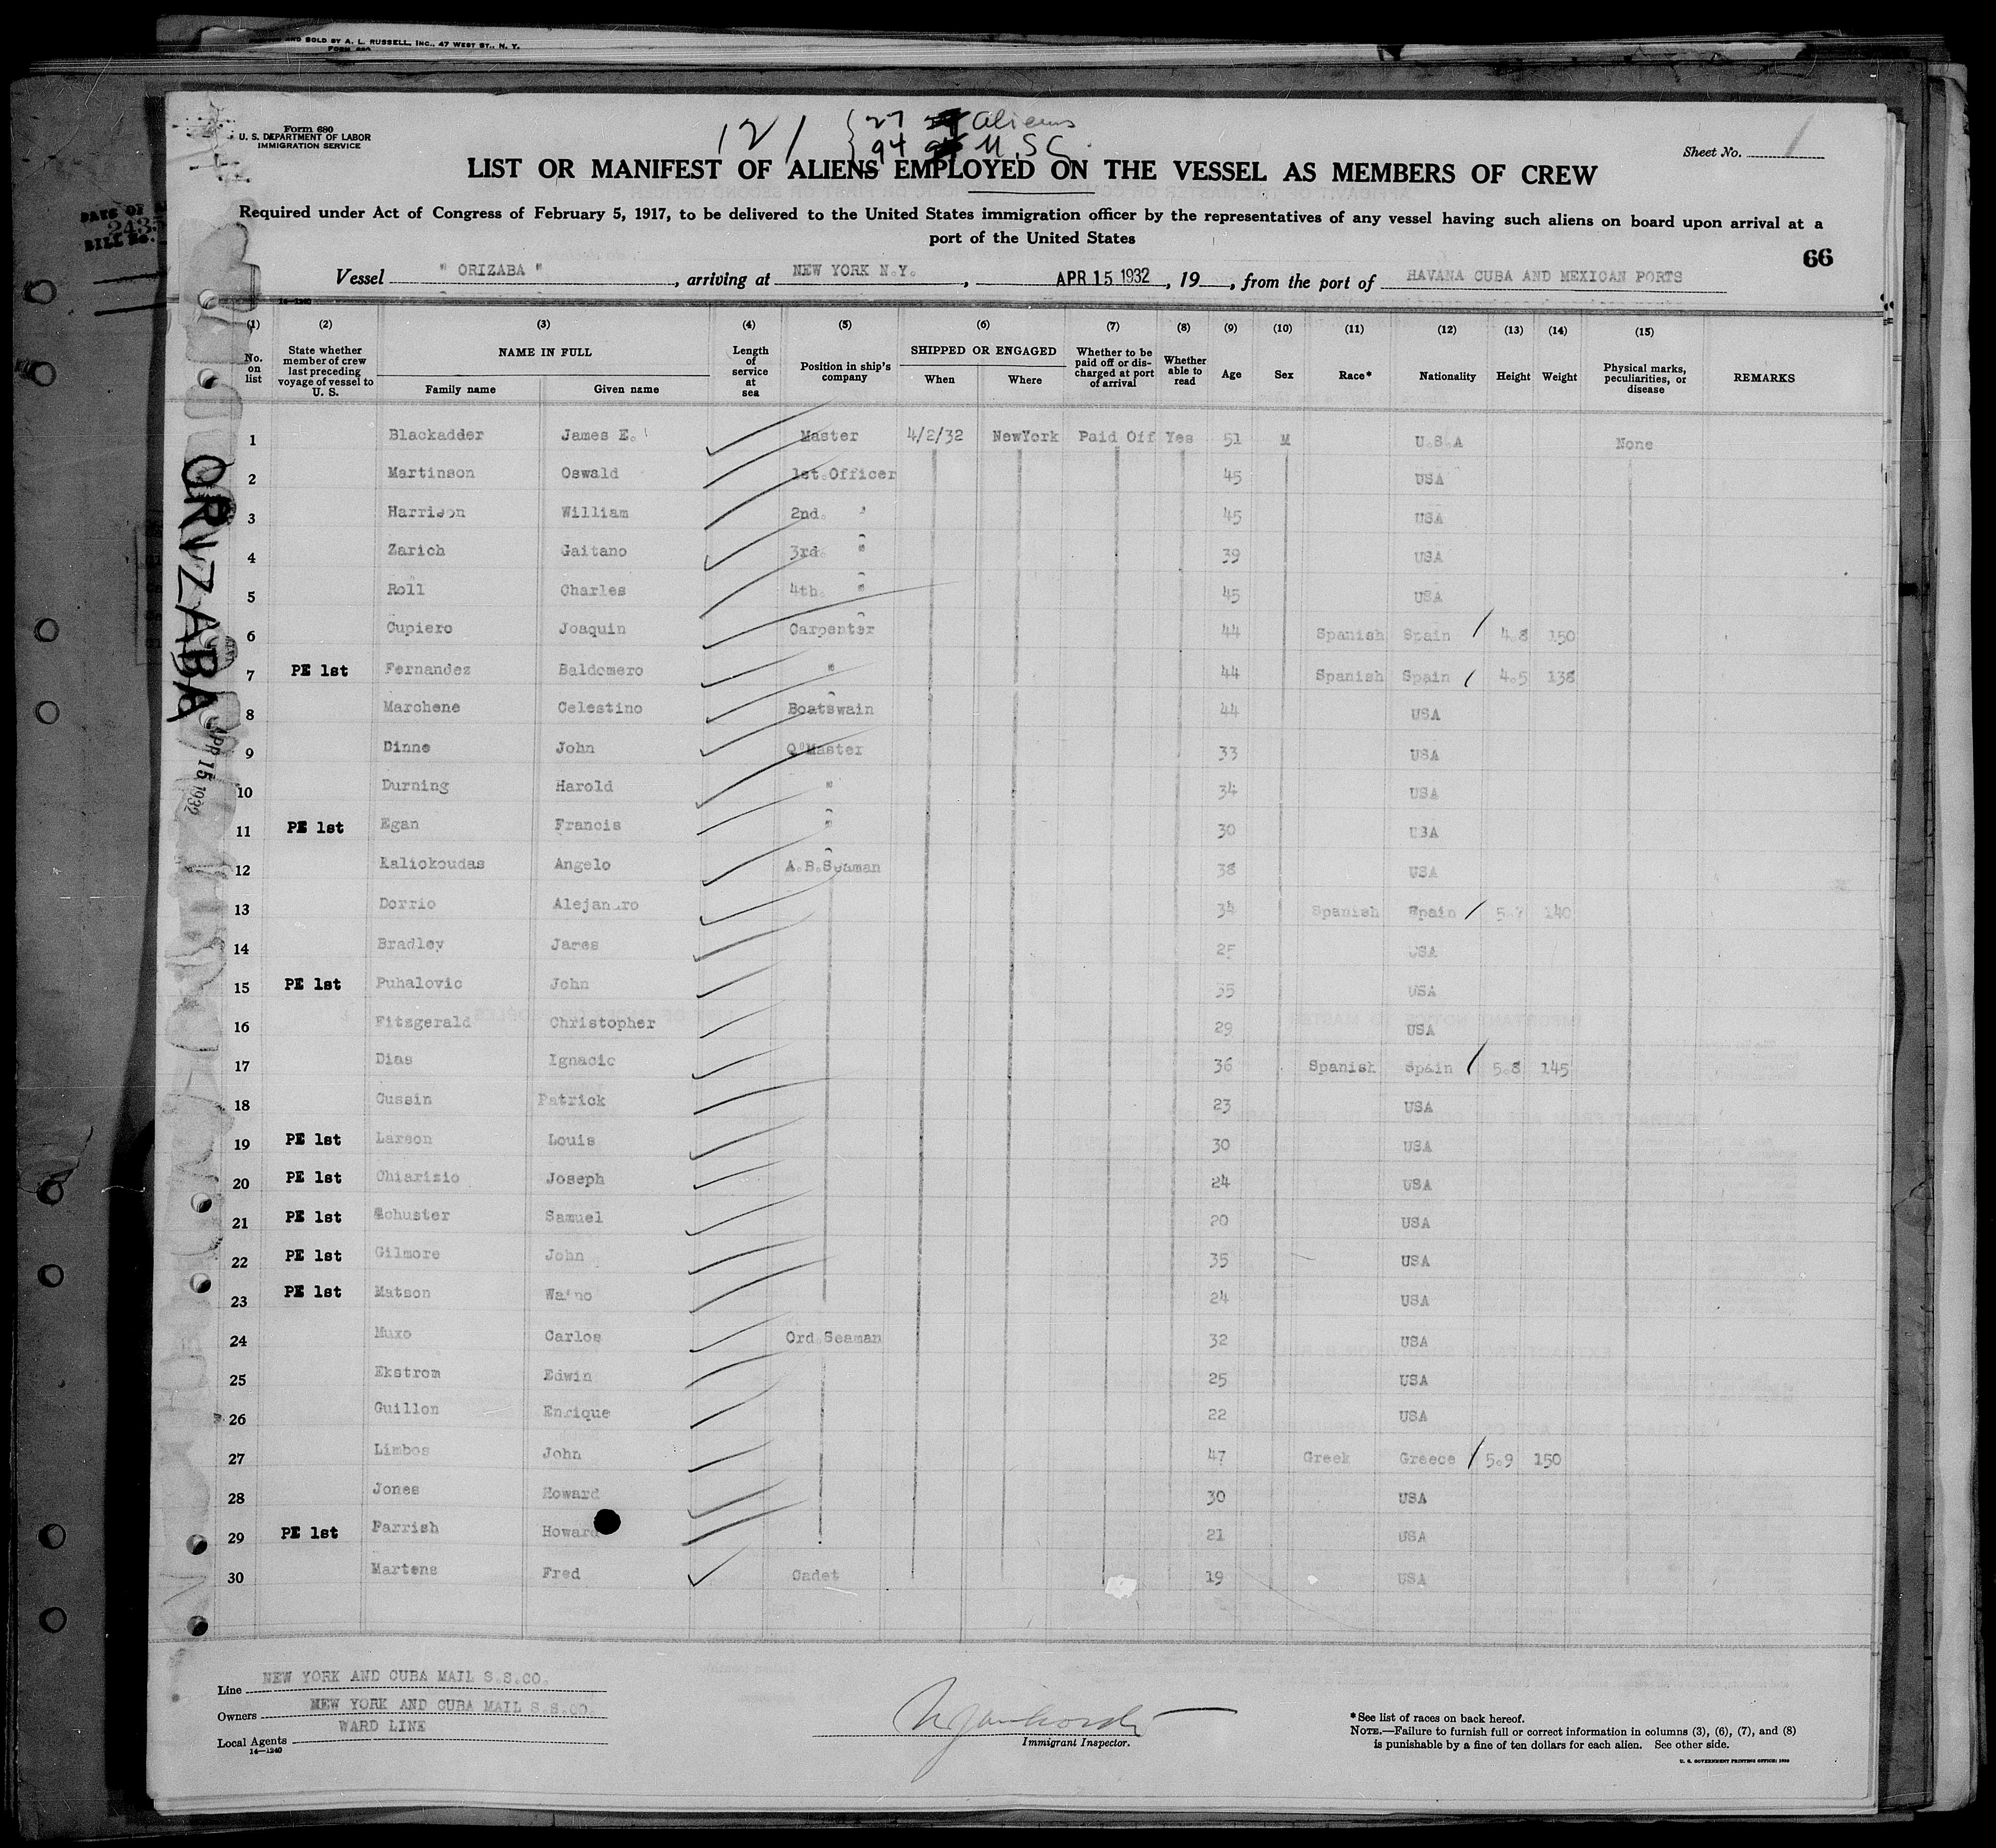 AND SOLD BY A. L. RUSSELL, INC., 47 WEST ST., N. Y.
Form 680
U. S. DEPARTMENT OF LABOR
IMMIGRATION SERVICE
121 { 27 aliens
94 U.S.C.
Sheet No. 1
LIST OR MANIFEST OF ALIENS EMPLOYED ON THE VESSEL AS MEMBERS OF CREW
Required under Act of Congress of February 5, 1917, to be delivered to the United States immigration officer by the representatives of any vessel having such aliens on board upon arrival at a
port of the United States
66
Vessel " ORIZABA ", arriving at NEW YORK N.Y., APR 15 1932, 19__, from the port of HAVANA CUBA AND MEXICAN PORTS
14-1240
(1) (2) (3) (4) (5) (6) (7) (8) (9) (10) (11) (12) (13) (14) (15)
No. on list State whether member of crew last preceding voyage of vessel to U. S. NAME IN FULL Family name Given name Length of service at sea Position in ship's company SHIPPED OR ENGAGED When Where Whether to be paid off or discharged at port of arrival Whether able to read Age Sex Race* Nationality Height Weight Physical marks, peculiarities, or disease REMARKS
1 Blackadder James E. Master 4/2/32 NewYork Paid Off Yes 51 M U.S.A None
2 Martinson Oswald 1st.Officer 45 USA
3 Harrison William 2nd. " 45 USA
4 Zarich Gaitano 3rd. " 39 USA
5 Roll Charles 4th. " 45 USA
6 Cupiero Joaquin Carpenter 44 Spanish Spain / 4.8 150
7 PE 1st Fernandez Baldomero " 44 Spanish Spain / 4.5 138
8 Marchene Celestino Boatswain 44 USA
9 Dinne John Q"Master 33 USA
10 Durning Harold " 34 USA
11 PE 1st Egan Francis " 30 USA
12 Kaliokoudas Angelo A.B.Seaman 38 USA
13 Dorrio Alejandro 34 Spanish Spain / 5.7 140
14 Bradley James USA
15 PE 1st Puhalovic John 35 USA
16 Fitzgerald Christopher 29 USA
17 Dias Ignacio 36 Spanish Spain / 5.8 145
18 Cussin Patrick 23 USA
19 PE 1st Larson Louis 30 USA
20 PE 1st Chiarizio Joseph 24 USA
21 PE 1st Schuster Samuel 20 USA
22 PE 1st Gilmore John 35 USA
23 PE 1st Matson Waino 24 USA
24 Muxo Carlos Ord.Seaman 32 USA
25 Ekstrom Edwin 25 USA
26 Guillon Enrique 22 USA
27 Limbos John 47 Greek Greece / 5.9 150
28 Jones Howard 30 USA
29 PE 1st Parrish Howard 21 USA
30 Martens Fred Cadet 19 USA
ORIZABA
APR 15 1932
Line NEW YORK AND CUBA MAIL S.S.CO.
Owners NEW YORK AND CUBA MAIL S.S.CO.
WARD LINE
Local Agents
14-1240
Immigrant Inspector.
*See list of races on back hereof.
NOTE.—Failure to furnish full or correct information in columns (3), (6), (7), and (8)
is punishable by a fine of ten dollars for each alien. See other side.
U. S. GOVERNMENT PRINTING OFFICE: 1930